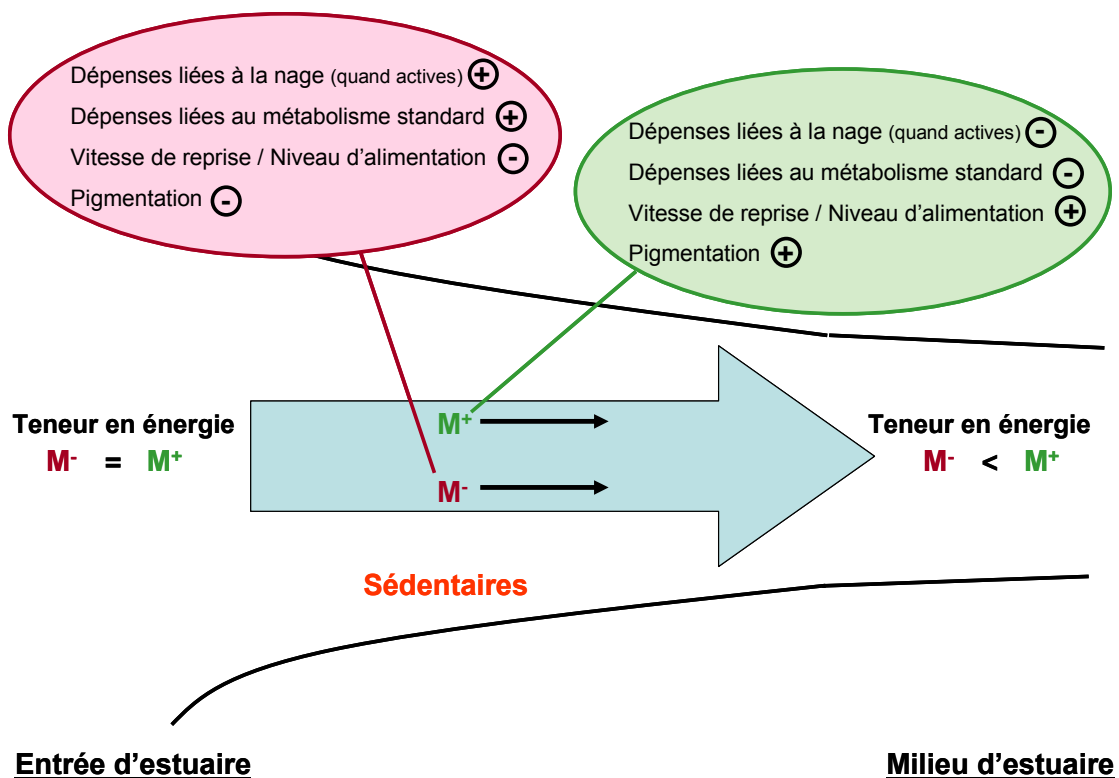 Dépenses liées à la nage (quand actives) +
Dépenses liées au métabolisme standard +
Vitesse de reprise / Niveau d'alimentation -
Pigmentation -
Dépenses liées à la nage (quand actives) -
Dépenses liées au métabolisme standard -
Vitesse de reprise / Niveau d'alimentation +
Pigmentation +
Teneur en énergie
M- = M+
M+
M-
Teneur en énergie
M- < M+
Sédentaires
Entrée d'estuaire
Milieu d'estuaire